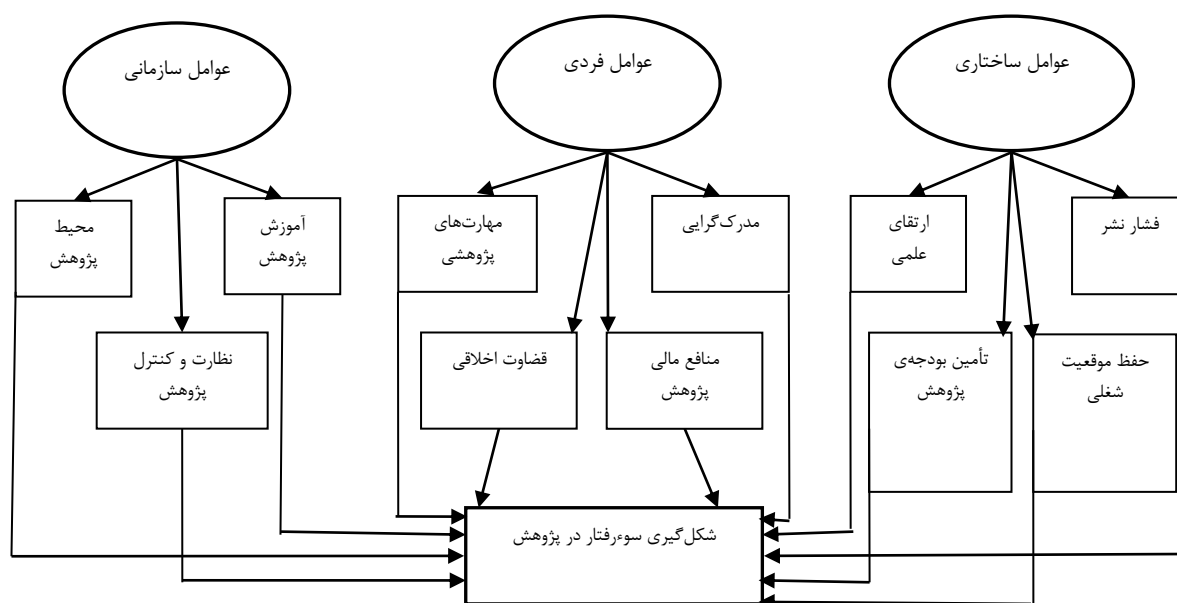 عوامل ساختاری
عوامل فردی
عوامل سازمانی
فشار نشر
ارتقای
علمی
مدرک‌گرایی
مهارت‌های
پژوهشی
آموزش
پژوهش
محیط
پژوهش
حفظ موقعیت
شغلی
تأمین بودجه‌ی
پژوهش
منافع مالی
پژوهش
قضاوت اخلاقی
نظارت و کنترل
پژوهش
شکل‌گیری سوءرفتار در پژوهش